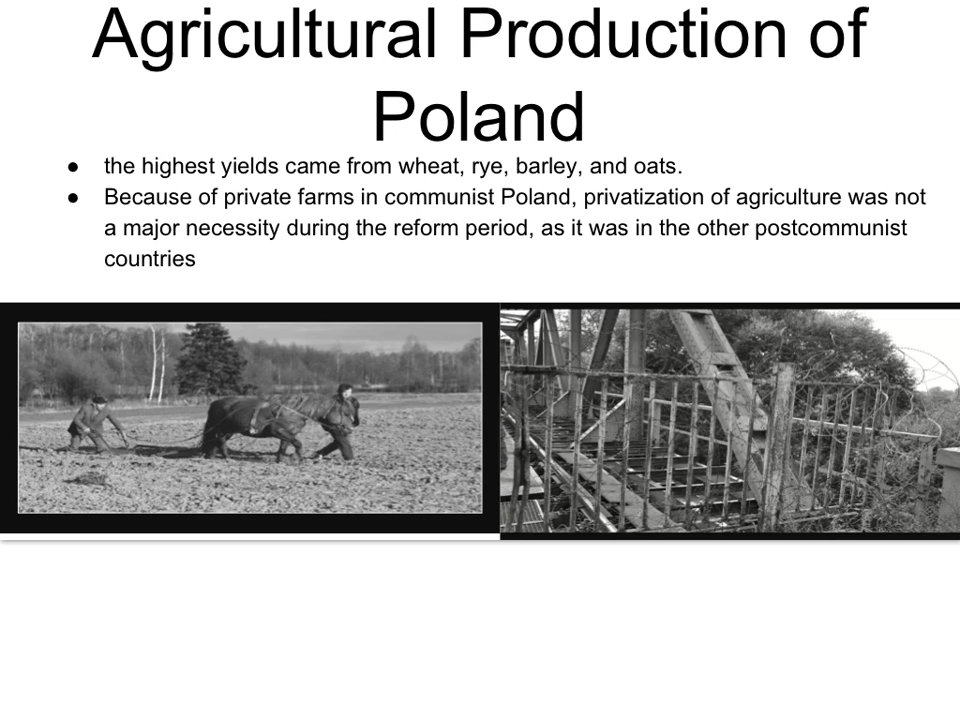 Agricultural Production of
Poland
● the highest yields came from wheat, rye, barley, and oats.
● Because of private farms in communist Poland, privatization of agriculture was not
a major necessity during the reform period, as it was in the other postcommunist
countries